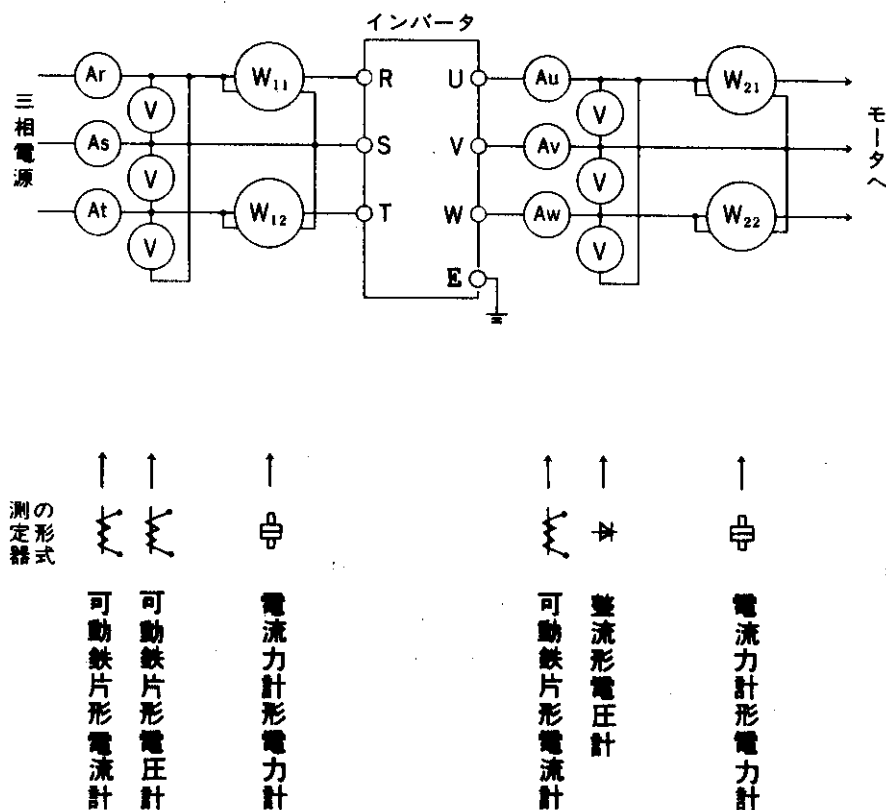 インバータ
三相電源
Ar
W₁₁
R
U
Au
W₂₁
V
V
As
S
V
Av
モータへ
V
V
At
W₁₂
T
W
Aw
W₂₂
V
V
E
測定器の形式
可動鉄片形電流計
可動鉄片形電圧計
電流力計形電力計
可動鉄片形電流計
整流形電圧計
電流力計形電力計